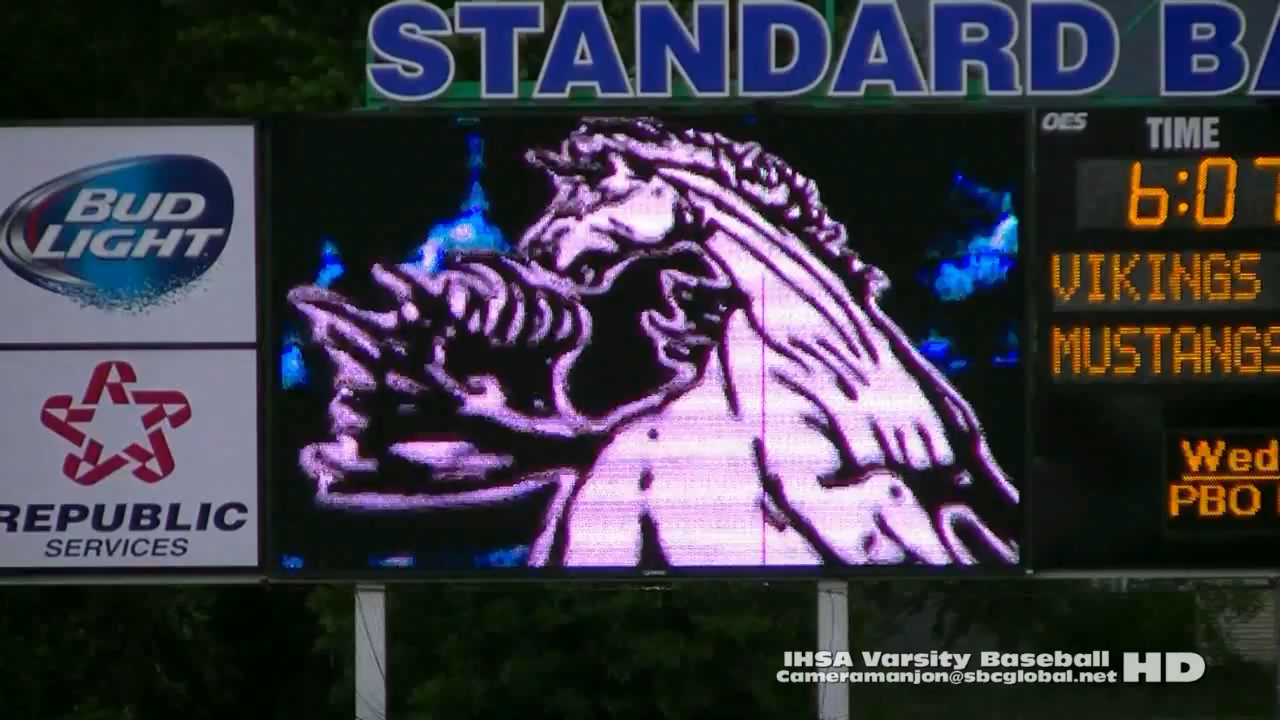 STANDARD BA
OES
TIME
6:07
BUD
LIGHT
VIKINGS
MUSTANGS
REPUBLIC
SERVICES
Wed
PBO
IHSA Varsity Baseball HD
Cameramanjon@sbcglobal.net